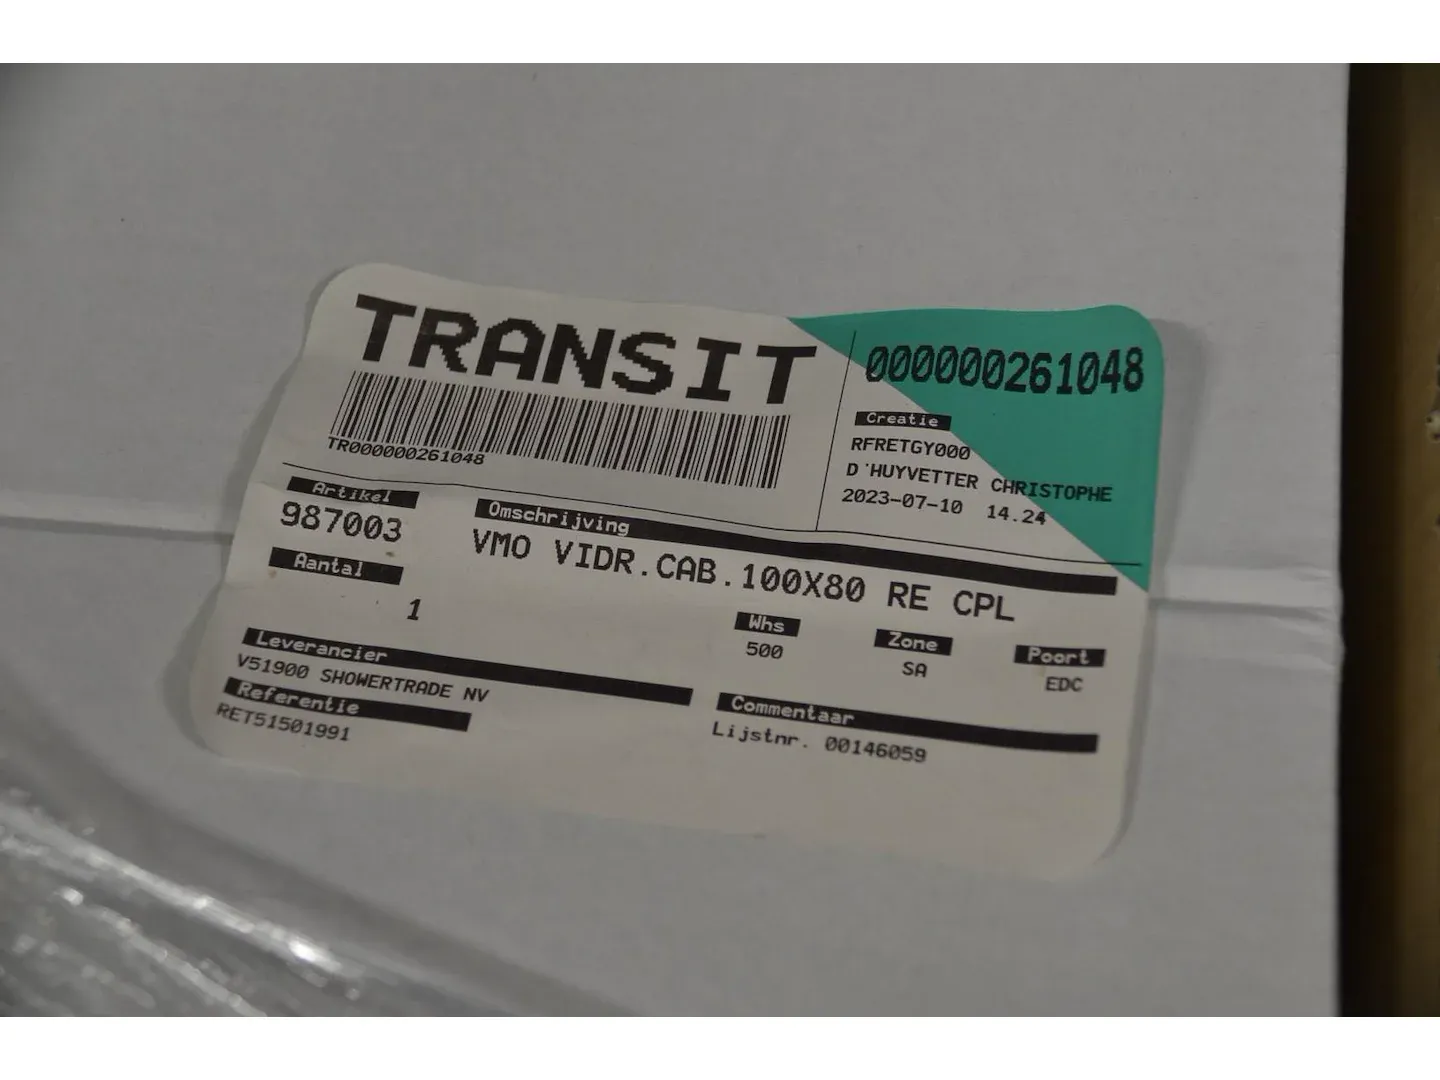 TRANSIT
000000261048
TR000000261048
Creatie
RFRETGY000
D'HUYVETTER CHRISTOPHE
2023-07-10 14.24
Artikel
987003
Omschrijving
VMO VIDR.CAB.100X80 RE CPL
Aantal
1
Whs
500
Zone
SA
Poort
EDC
Leverancier
V51900 SHOWERTRADE NV
Referentie
RET51501991
Commentaar
Lijstnr. 00146059